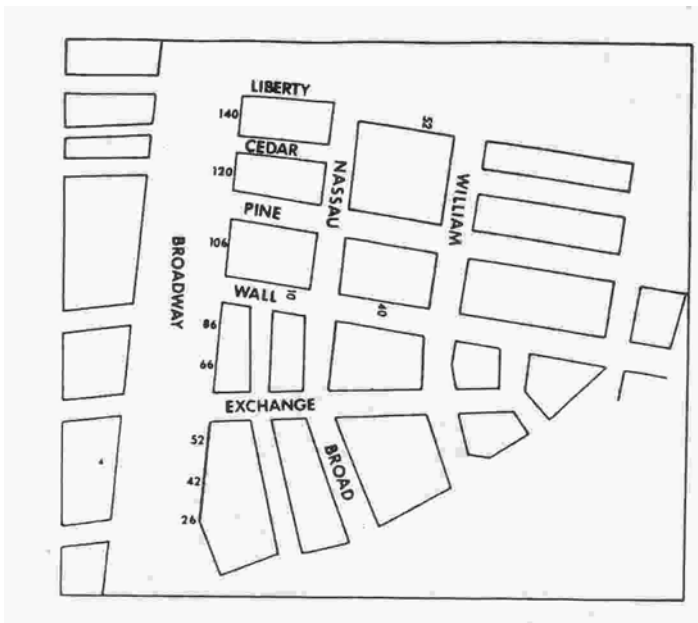 LIBERTY
140
52
CEDAR
120
NASSAU
WILLIAM
PINE
106
BROADWAY
WALL
10
40
86
66
EXCHANGE
52
BROAD
42
26